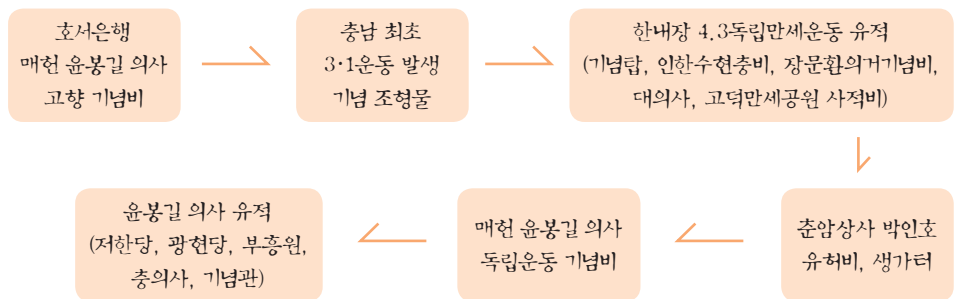 호서은행
매헌 윤봉길 의사
고향 기념비
충남 최초
3·1운동 발생
기념 조형물
한내장 4.3독립만세운동 유적
(기념탑, 인한수현충비, 장문환의거기념비,
대의사, 고덕만세공원 사적비)
춘암상사 박인호
유허비, 생가터
매헌 윤봉길 의사
독립운동 기념비
윤봉길 의사 유적
(저한당, 광현당, 부흥원,
충의사, 기념관)